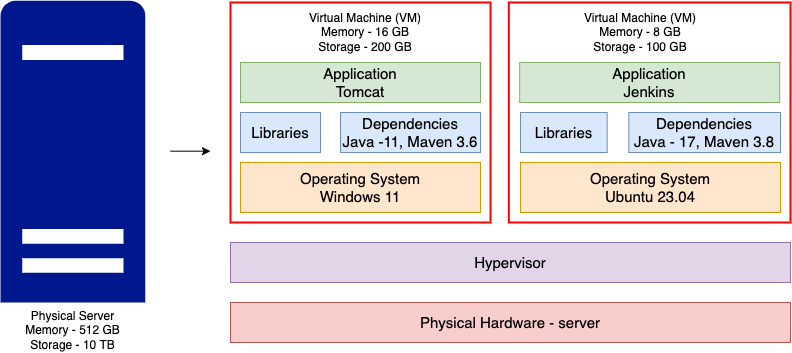 Physical Server
Memory - 512 GB
Storage - 10 TB
Virtual Machine (VM)
Memory - 16 GB
Storage - 200 GB
Application
Tomcat
Libraries
Dependencies
Java -11, Maven 3.6
Operating System
Windows 11
Virtual Machine (VM)
Memory - 8 GB
Storage - 100 GB
Application
Jenkins
Libraries
Dependencies
Java - 17, Maven 3.8
Operating System
Ubuntu 23.04
Hypervisor
Physical Hardware - server